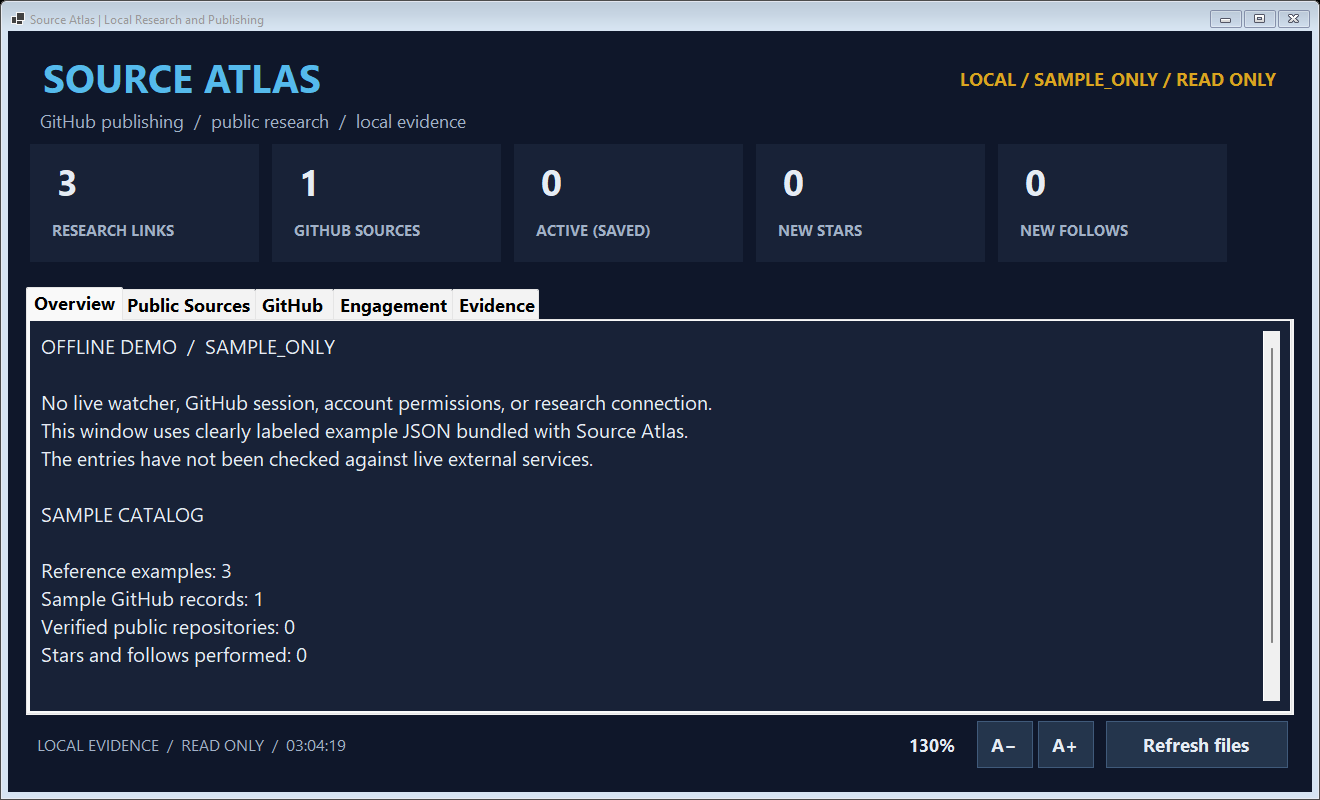 Source Atlas | Local Research and Publishing
SOURCE ATLAS
LOCAL / SAMPLE_ONLY / READ ONLY
GitHub publishing / public research / local evidence
3
RESEARCH LINKS
1
GITHUB SOURCES
0
ACTIVE (SAVED)
0
NEW STARS
0
NEW FOLLOWS
Overview Public Sources GitHub Engagement Evidence
OFFLINE DEMO / SAMPLE_ONLY
No live watcher, GitHub session, account permissions, or research connection.
This window uses clearly labeled example JSON bundled with Source Atlas.
The entries have not been checked against live external services.
SAMPLE CATALOG
Reference examples: 3
Sample GitHub records: 1
Verified public repositories: 0
Stars and follows performed: 0
LOCAL EVIDENCE / READ ONLY / 03:04:19
130% A− A+ Refresh files